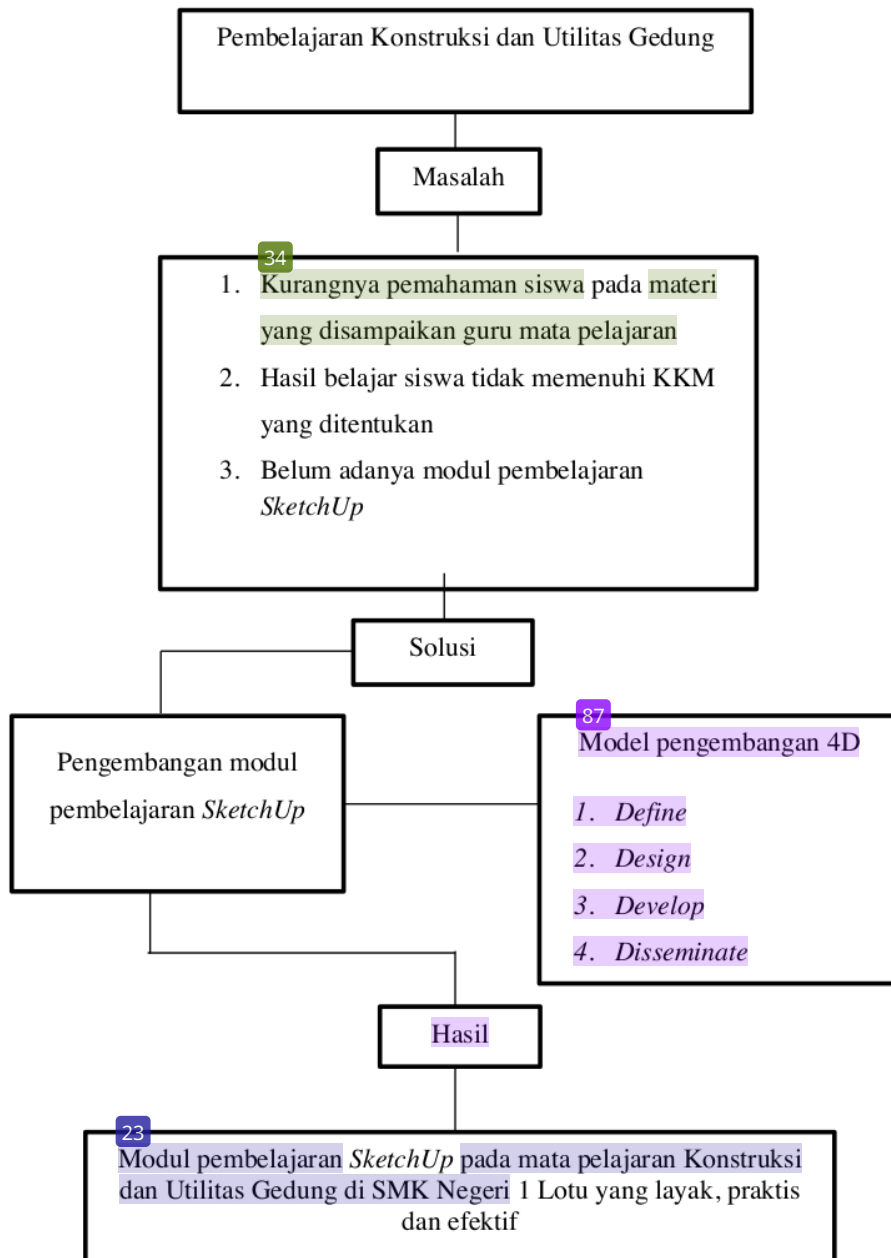 Pembelajaran Konstruksi dan Utilitas Gedung
Masalah
34
1. Kurangnya pemahaman siswa pada materi
yang disampaikan guru mata pelajaran
2. Hasil belajar siswa tidak memenuhi KKM
yang ditentukan
3. Belum adanya modul pembelajaran
SketchUp
Solusi
Pengembangan modul
pembelajaran SketchUp
87
Model pengembangan 4D
1. Define
2. Design
3. Develop
4. Disseminate
Hasil
23
Modul pembelajaran SketchUp pada mata pelajaran Konstruksi
dan Utilitas Gedung di SMK Negeri 1 Lotu yang layak, praktis
dan efektif